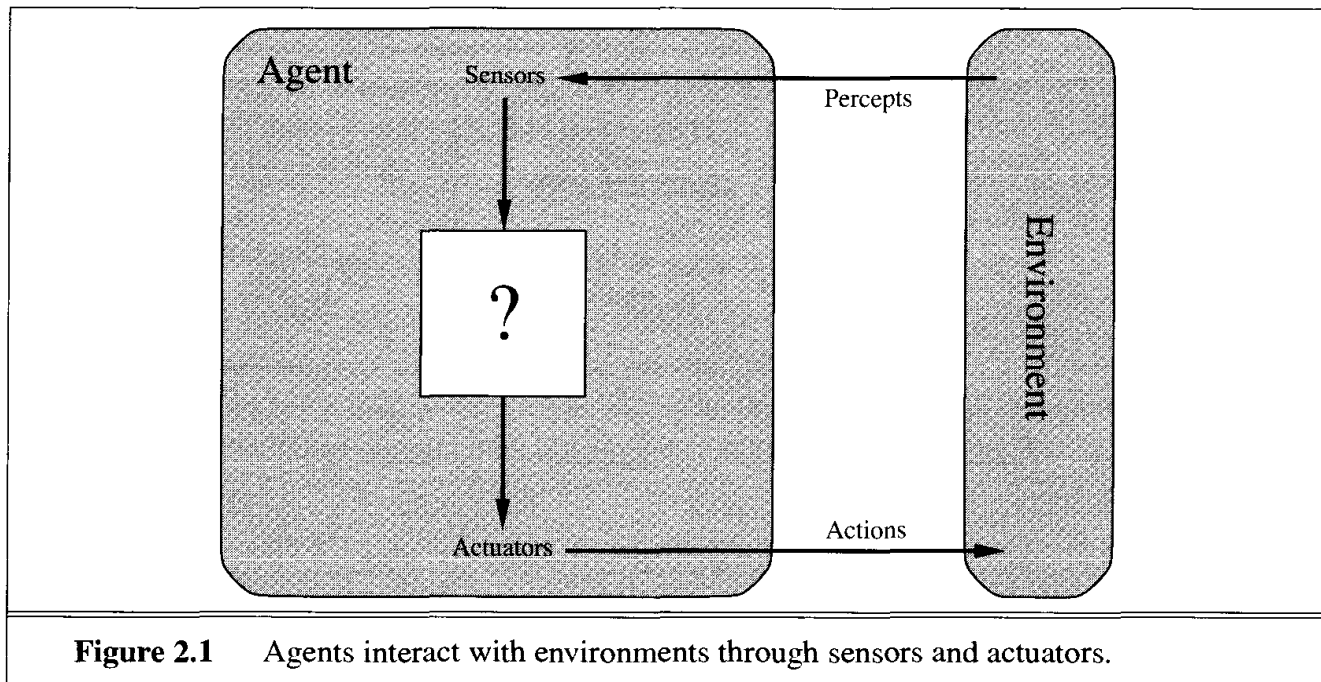 Agent
Sensors
Percepts
?
Environment
Actuators
Actions
Figure 2.1 Agents interact with environments through sensors and actuators.